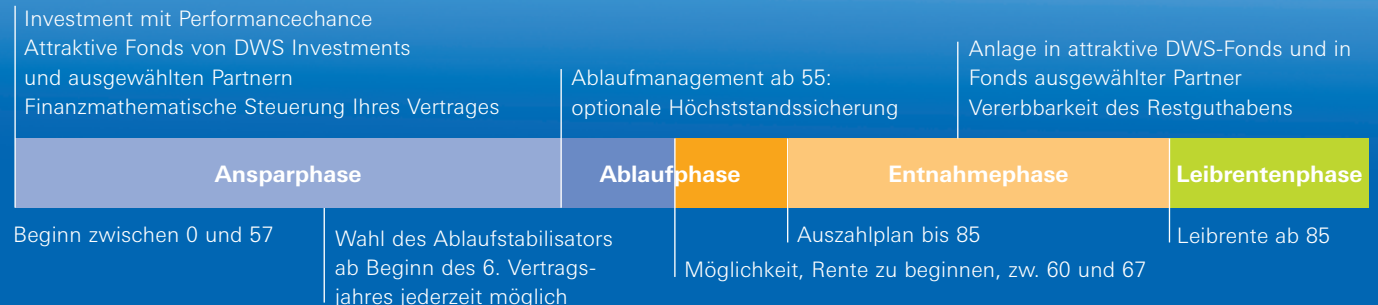 Investment mit Performancechance
Attraktive Fonds von DWS Investments
und ausgewählten Partnern
Finanzmathematische Steuerung Ihres Vertrages
Ablaufmanagement ab 55:
optionale Höchststandssicherung
Anlage in attraktive DWS-Fonds und in
Fonds ausgewählter Partner
Vererbbarkeit des Restguthabens
Ansparphase
Ablaufphase
Entnahmephase
Leibrentenphase
Beginn zwischen 0 und 57
Wahl des Ablaufstabilisators
ab Beginn des 6. Vertrags-
jahres jederzeit möglich
Auszahlplan bis 85
Leibrente ab 85
Möglichkeit, Rente zu beginnen, zw. 60 und 67